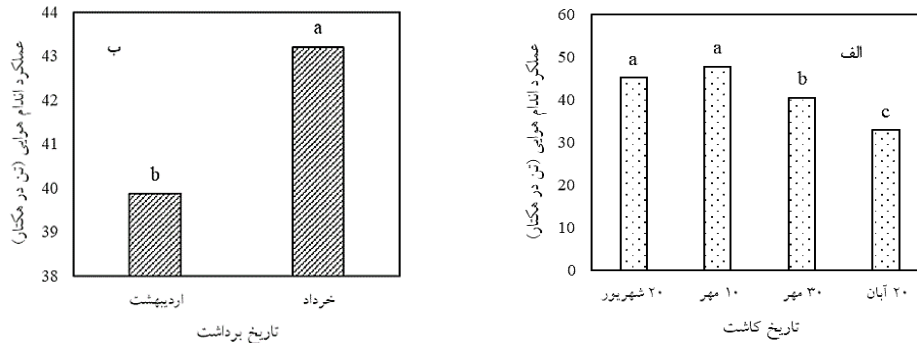 الف
عملکرد اندام هوایی (تن در هکتار)
60
50
40
30
20
10
0
a
a
b
c
۲۰ شهریور
۱۰ مهر
۳۰ مهر
۲۰ آبان
تاریخ کاشت
ب
عملکرد اندام هوایی (تن در هکتار)
44
43
42
41
40
39
38
b
a
اردیبهشت
خرداد
تاریخ برداشت